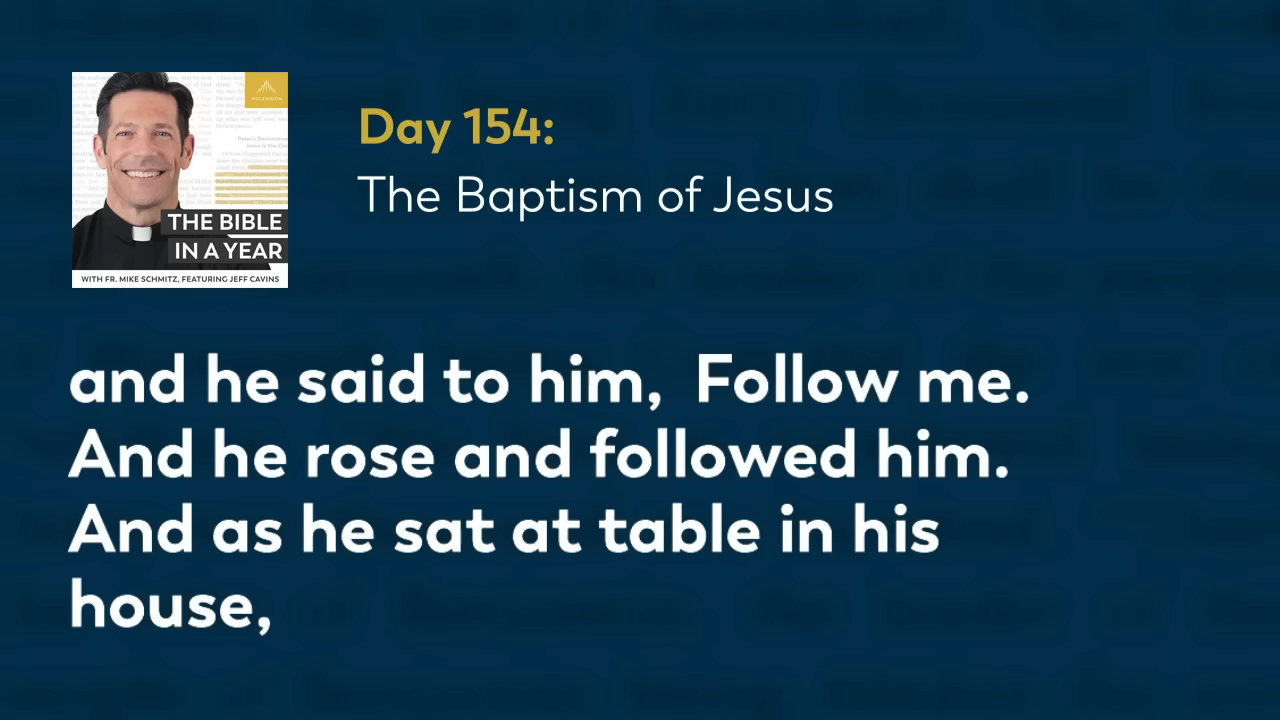 ASCENSION
THE BIBLE
IN A YEAR
WITH FR. MIKE SCHMITZ, FEATURING JEFF CAVINS
Day 154:
The Baptism of Jesus
and he said to him,  Follow me.
And he rose and followed him.
And as he sat at table in his
house,